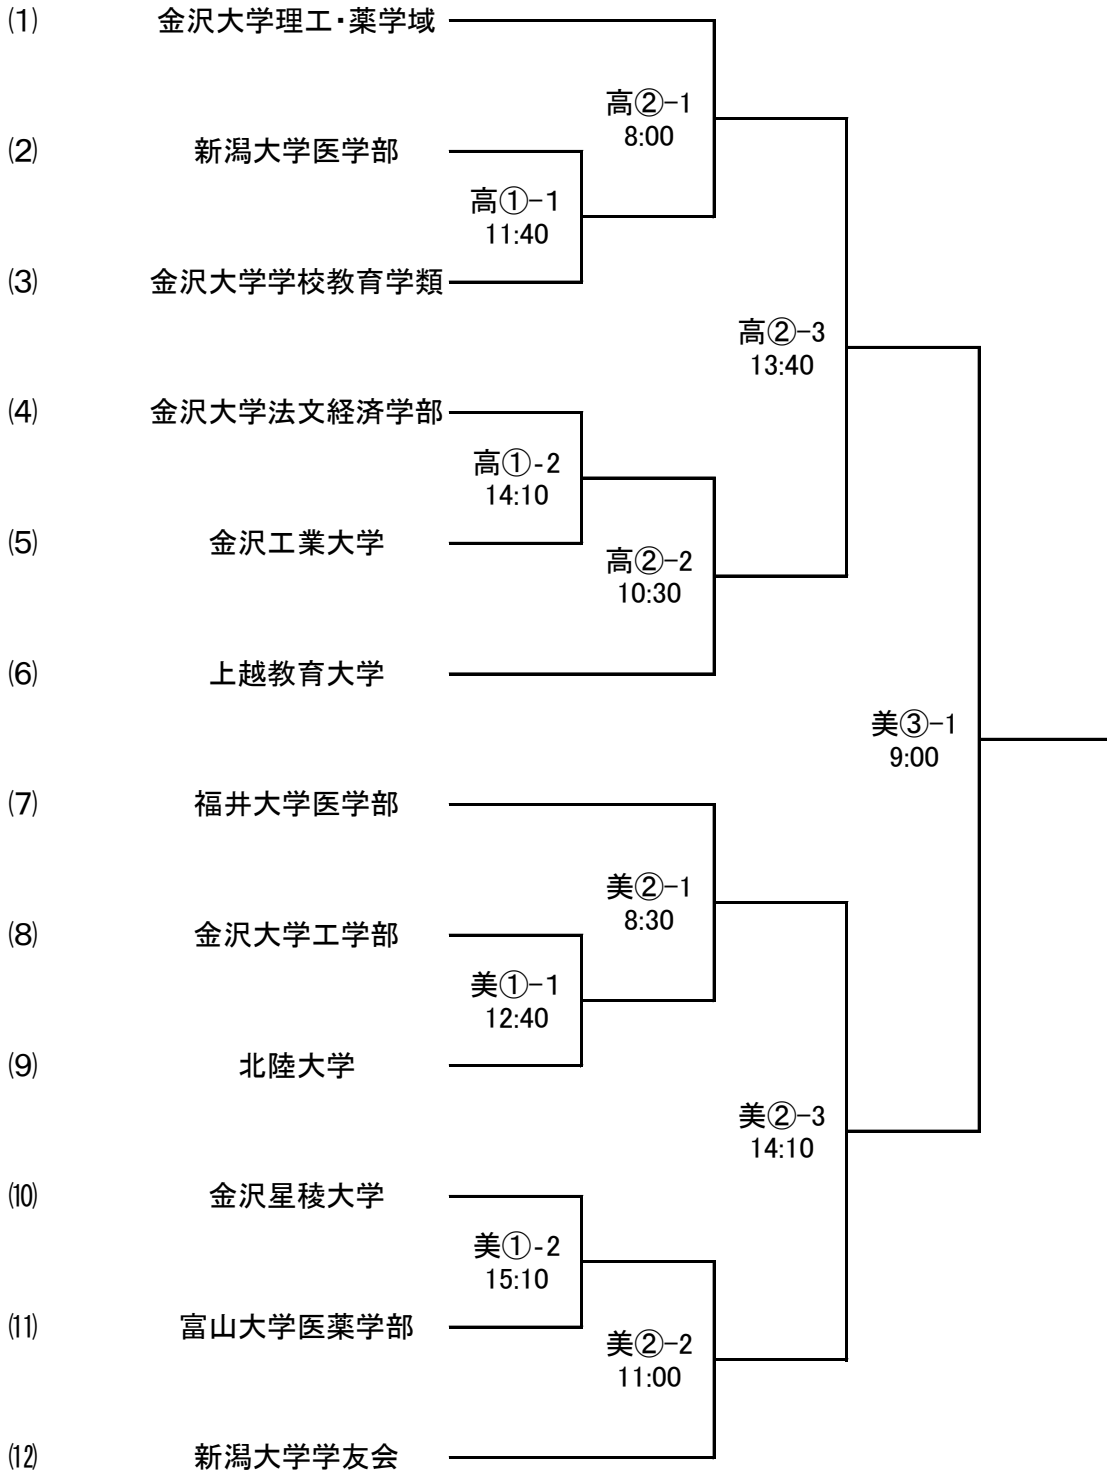 (1) 金沢大学理工・薬学域
高②-1
8:00
(2) 新潟大学医学部
高①-1
11:40
(3) 金沢大学学校教育学類
高②-3
13:40
(4) 金沢大学法文経済学部
高①-2
14:10
(5) 金沢工業大学
高②-2
10:30
(6) 上越教育大学
美③-1
9:00
(7) 福井大学医学部
美②-1
8:30
(8) 金沢大学工学部
美①-1
12:40
(9) 北陸大学
美②-3
14:10
(10) 金沢星稜大学
美①-2
15:10
(11) 富山大学医薬学部
美②-2
11:00
(12) 新潟大学学友会